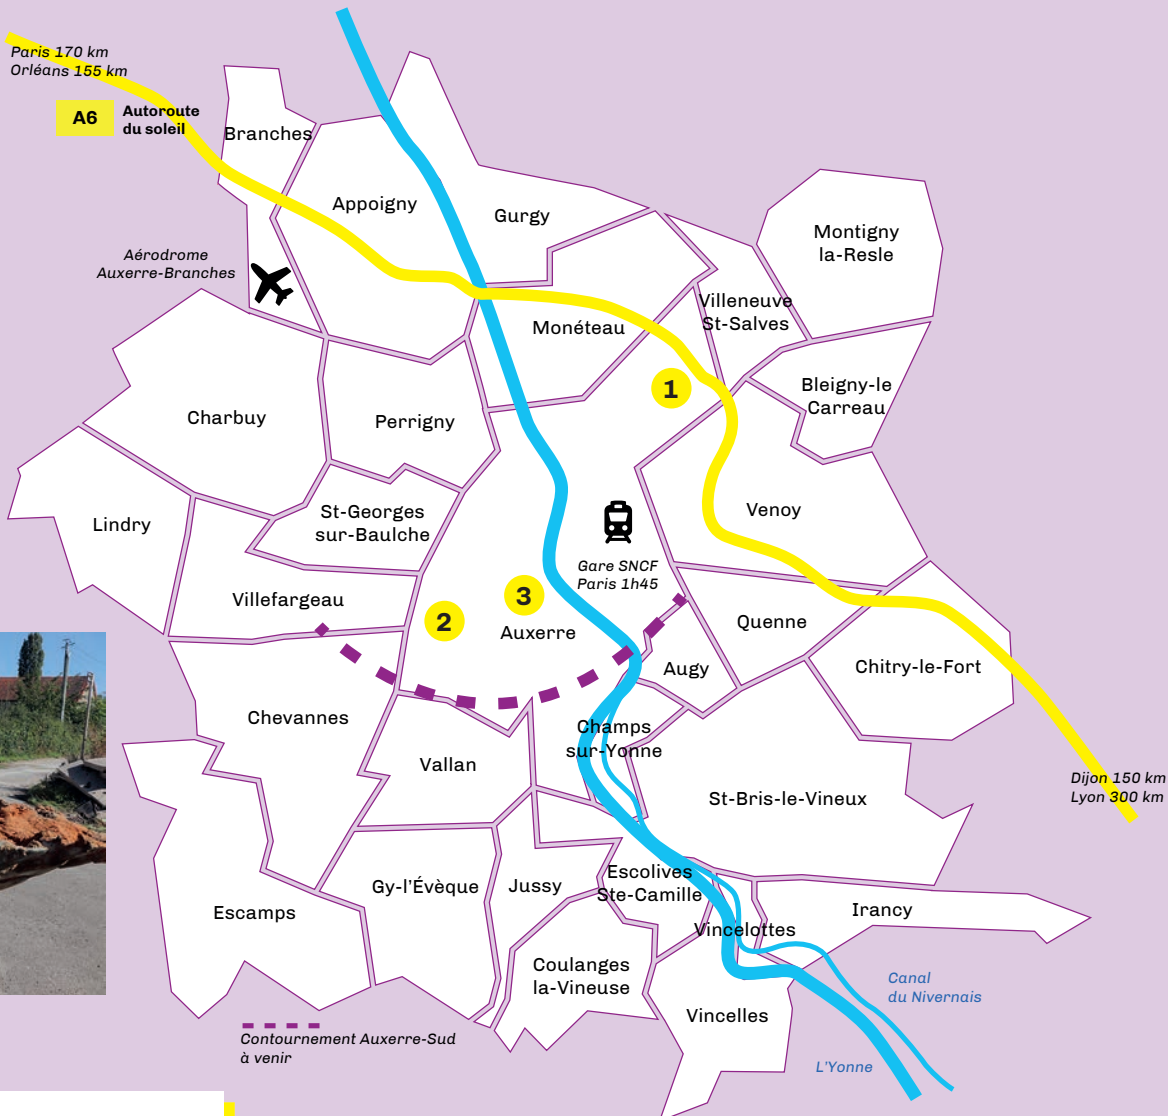 Paris 170 km
Orléans 155 km
A6
Autoroute
du soleil
Branches
Appoigny
Gurgy
Montigny
la-Resle
Aérodrome
Auxerre-Branches
Villeneuve
St-Salves
Monéteau
1
Bleigny-le
Carreau
Charbuy
Perrigny
Lindry
St-Georges
sur-Baulche
Venoy
Gare SNCF
Paris 1h45
Villefargeau
2
3
Auxerre
Quenne
Augy
Chitry-le-Fort
Chevannes
Champs
sur-Yonne
Vallan
Dijon 150 km
Lyon 300 km
St-Bris-le-Vineux
Gy-l'Évèque
Jussy
Escolives
Ste-Camille
Escamps
Irancy
Vincelottes
Coulanges
la-Vineuse
Canal
du Nivernais
Vincelles
Contournement Auxerre-Sud
à venir
L'Yonne